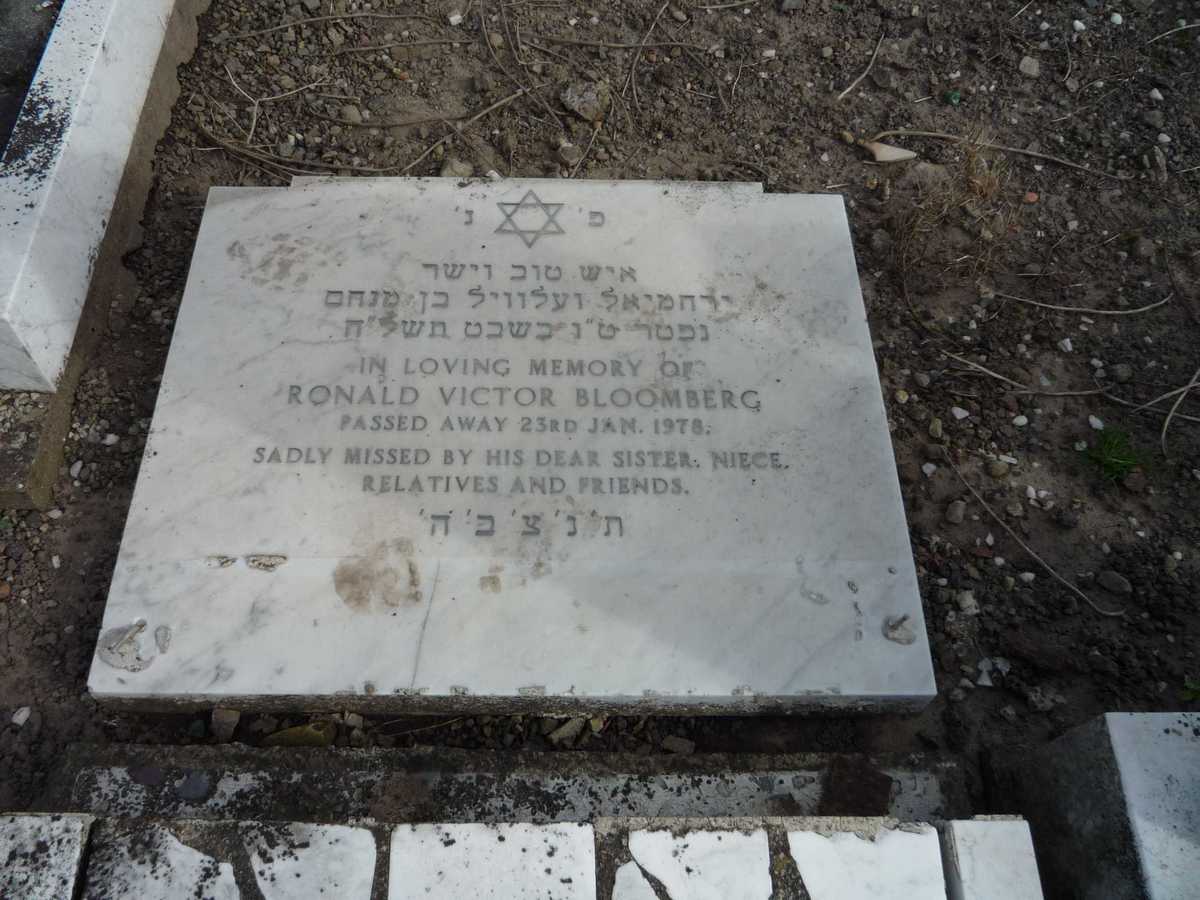 פ' נ'
איש טוב וישר
ירחמיאל וועלוויל בן מנחם
נפטר ט"ו בשבט תשל"ח
IN LOVING MEMORY OF
RONALD VICTOR BLOOMBERG
PASSED AWAY 23RD JAN. 1978.
SADLY MISSED BY HIS DEAR SISTER. NIECE.
RELATIVES AND FRIENDS.
ת' נ' צ' ב' ה'